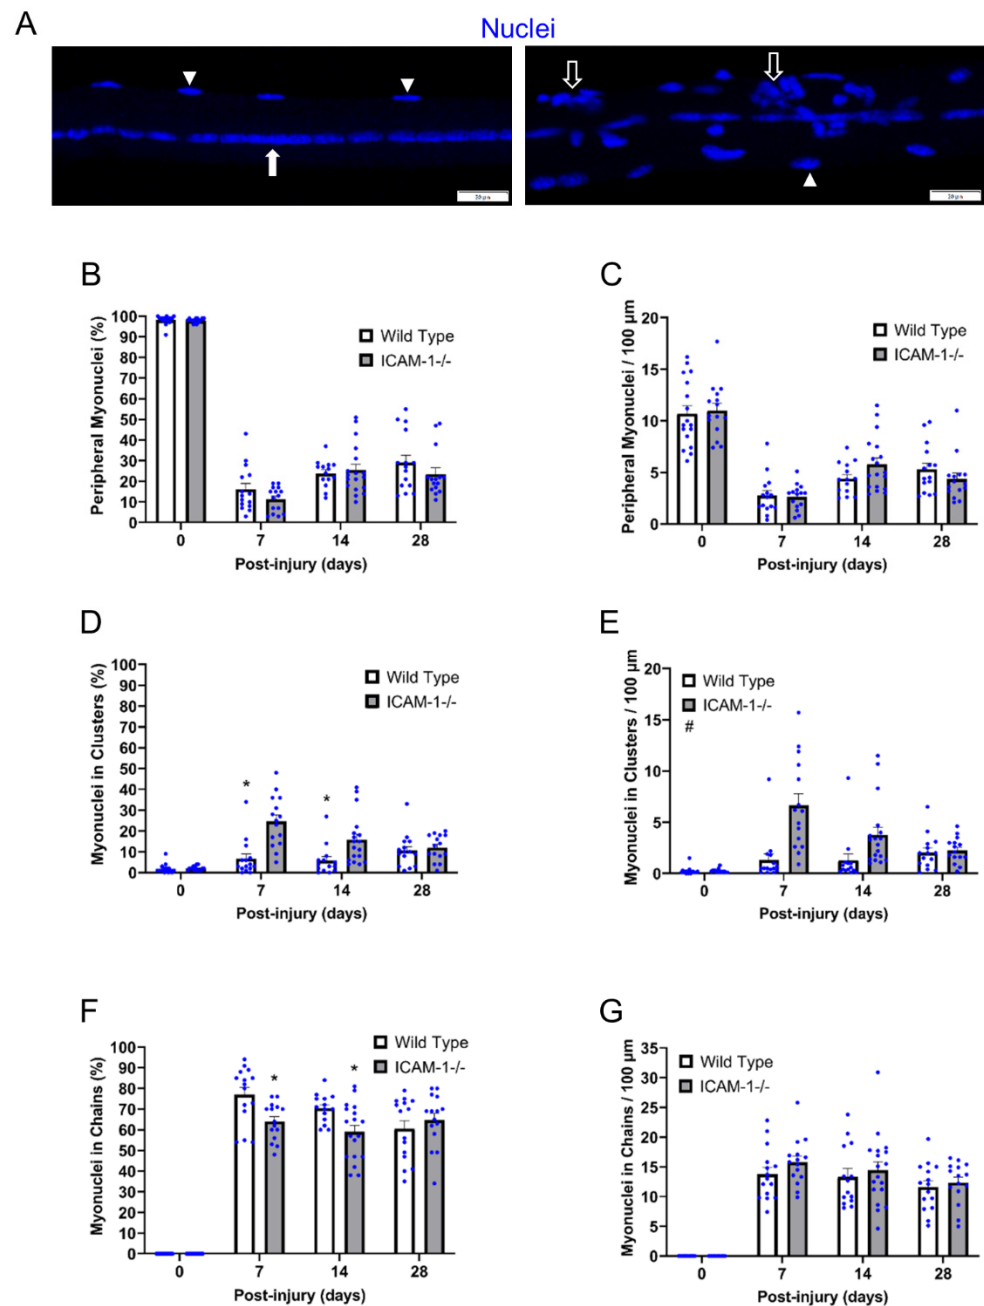 A
Nuclei
20 μm
20 μm
B
Peripheral Myonuclei (%)
100
90
80
70
60
50
40
30
20
10
0
Wild Type
ICAM-1-/-
0 7 14 28
Post-injury (days)
C
Peripheral Myonuclei / 100 μm
20
15
10
5
0
Wild Type
ICAM-1-/-
0 7 14 28
Post-injury (days)
D
Myonuclei in Clusters (%)
100
90
80
70
60
50
40
30
20
10
0
Wild Type
ICAM-1-/-
* *
0 7 14 28
Post-injury (days)
E
Myonuclei in Clusters / 100 μm
20
15
10
5
0
Wild Type
ICAM-1-/-
#
0 7 14 28
Post-injury (days)
F
Myonuclei in Chains (%)
100
90
80
70
60
50
40
30
20
10
0
Wild Type
ICAM-1-/-
* *
0 7 14 28
Post-injury (days)
G
Myonuclei in Chains / 100 μm
35
30
25
20
15
10
5
0
Wild Type
ICAM-1-/-
0 7 14 28
Post-injury (days)